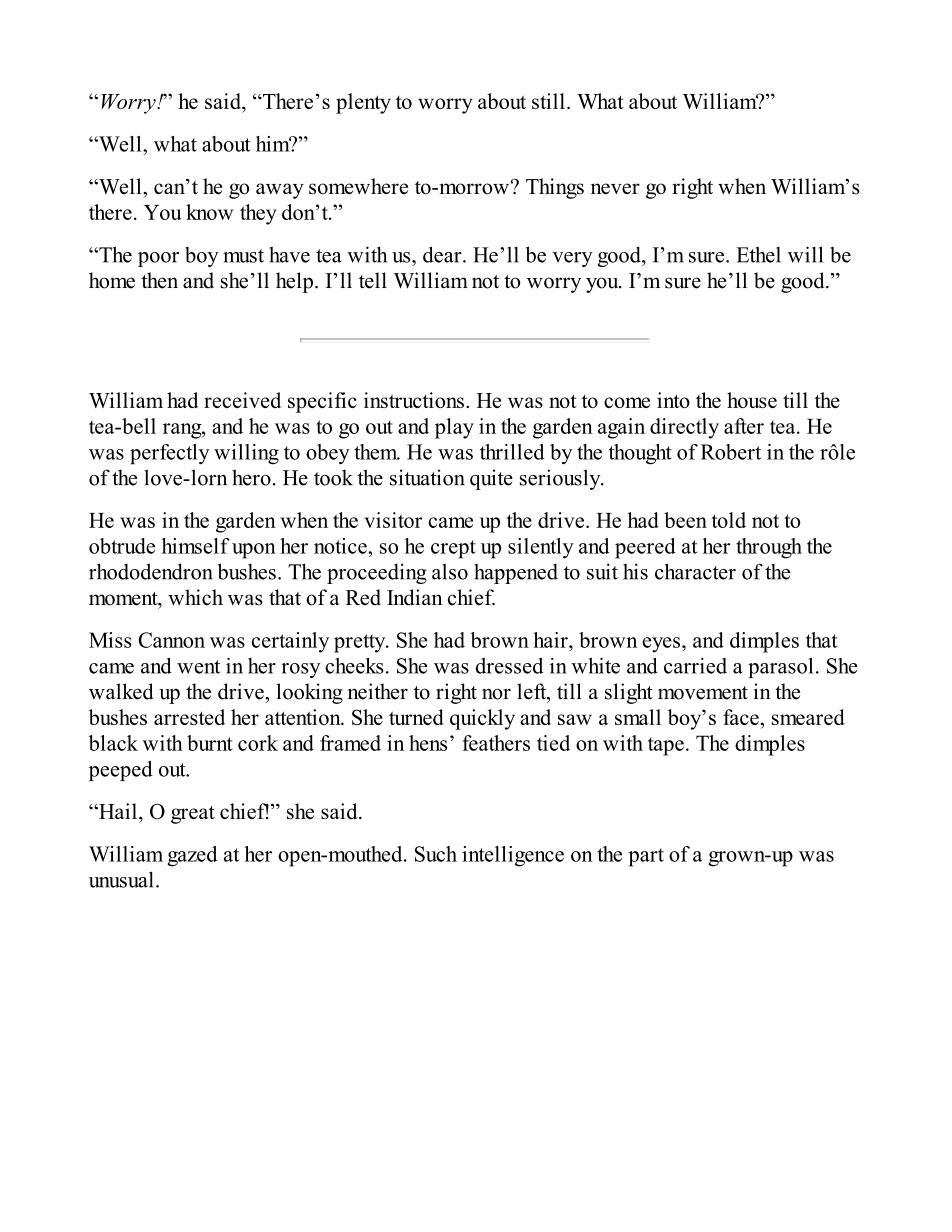 “Worry!” he said, “There’s plenty to worry about still. What about William?”
“Well, what about him?”
“Well, can’t he go away somewhere to-morrow? Things never go right when William’s
there. You know they don’t.”
“The poor boy must have tea with us, dear. He’ll be very good, I’m sure. Ethel will be
home then and she’ll help. I’ll tell William not to worry you. I’m sure he’ll be good.”
William had received specific instructions. He was not to come into the house till the
tea-bell rang, and he was to go out and play in the garden again directly after tea. He
was perfectly willing to obey them. He was thrilled by the thought of Robert in the rôle
of the love-lorn hero. He took the situation quite seriously.
He was in the garden when the visitor came up the drive. He had been told not to
obtrude himself upon her notice, so he crept up silently and peered at her through the
rhododendron bushes. The proceeding also happened to suit his character of the
moment, which was that of a Red Indian chief.
Miss Cannon was certainly pretty. She had brown hair, brown eyes, and dimples that
came and went in her rosy cheeks. She was dressed in white and carried a parasol. She
walked up the drive, looking neither to right nor left, till a slight movement in the
bushes arrested her attention. She turned quickly and saw a small boy’s face, smeared
black with burnt cork and framed in hens’ feathers tied on with tape. The dimples
peeped out.
“Hail, O great chief!” she said.
William gazed at her open-mouthed. Such intelligence on the part of a grown-up was
unusual.